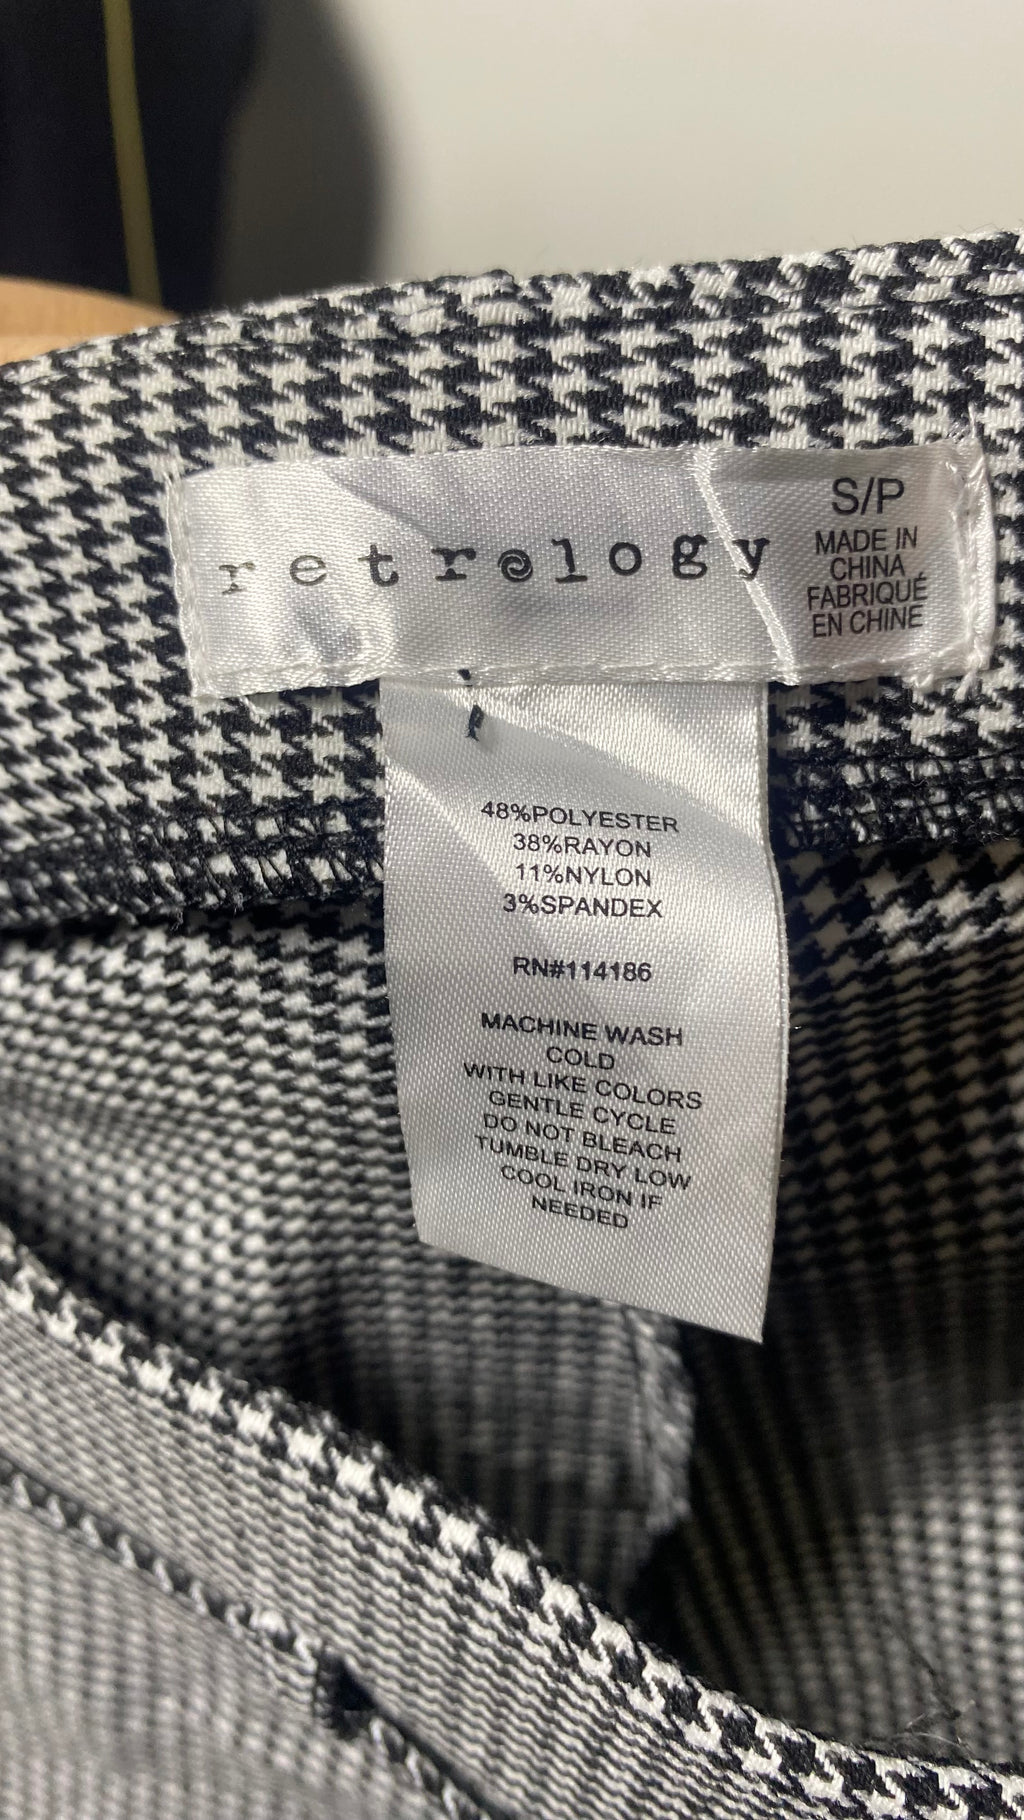 retrology
S/P
MADE IN
CHINA
FABRIQUÉ
EN CHINE
48%POLYESTER
38%RAYON
11%NYLON
3%SPANDEX
RN#114186
MACHINE WASH
COLD
WITH LIKE COLORS
GENTLE CYCLE
DO NOT BLEACH
TUMBLE DRY LOW
COOL IRON IF
NEEDED